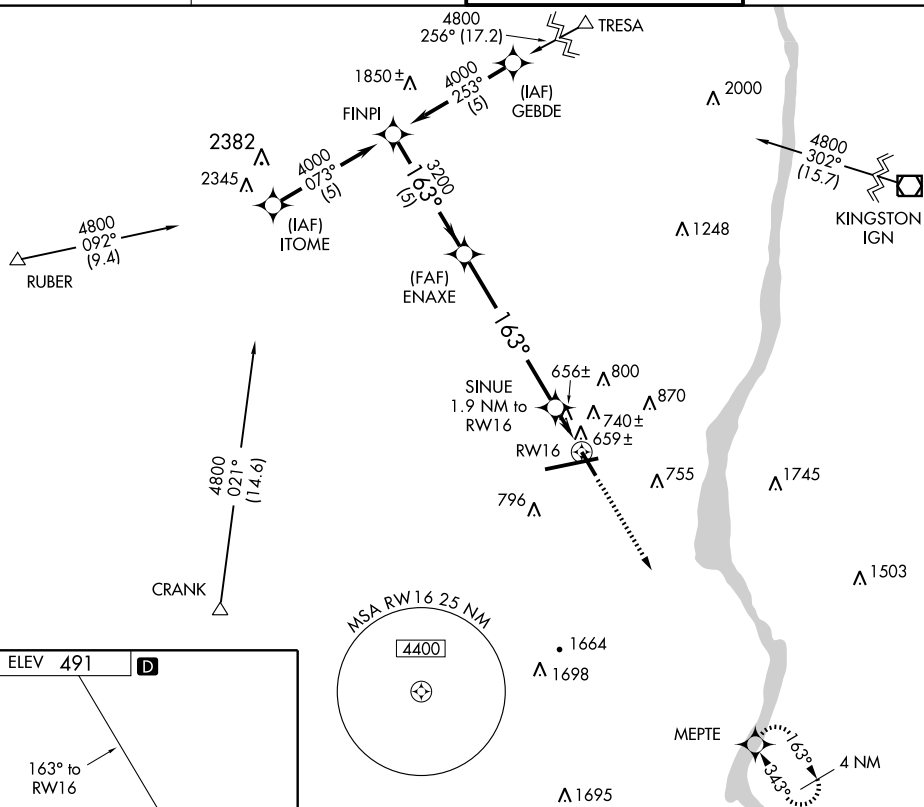 4800
256° (17.2)
TRESA
1850 ±
4000
253°
(5)
(IAF)
GEBDE
2000
FINPI
4800
302°
(15.7)
KINGSTON
IGN
2382
2345
4000
073°
(5)
(IAF)
ITOME
3200
163°
(5)
1248
4800
092°
(9.4)
RUBER
(FAF)
ENAXE
163°
656±
800
SINUE
1.9 NM to
RW16
870
740±
659±
RW16
755
1745
796
4800
021°
(14.6)
CRANK
1503
MSA RW16 25 NM
4400
1664
1698
ELEV 491 D
163° to
RW16
MEPTE
163°
343°
4 NM
1695